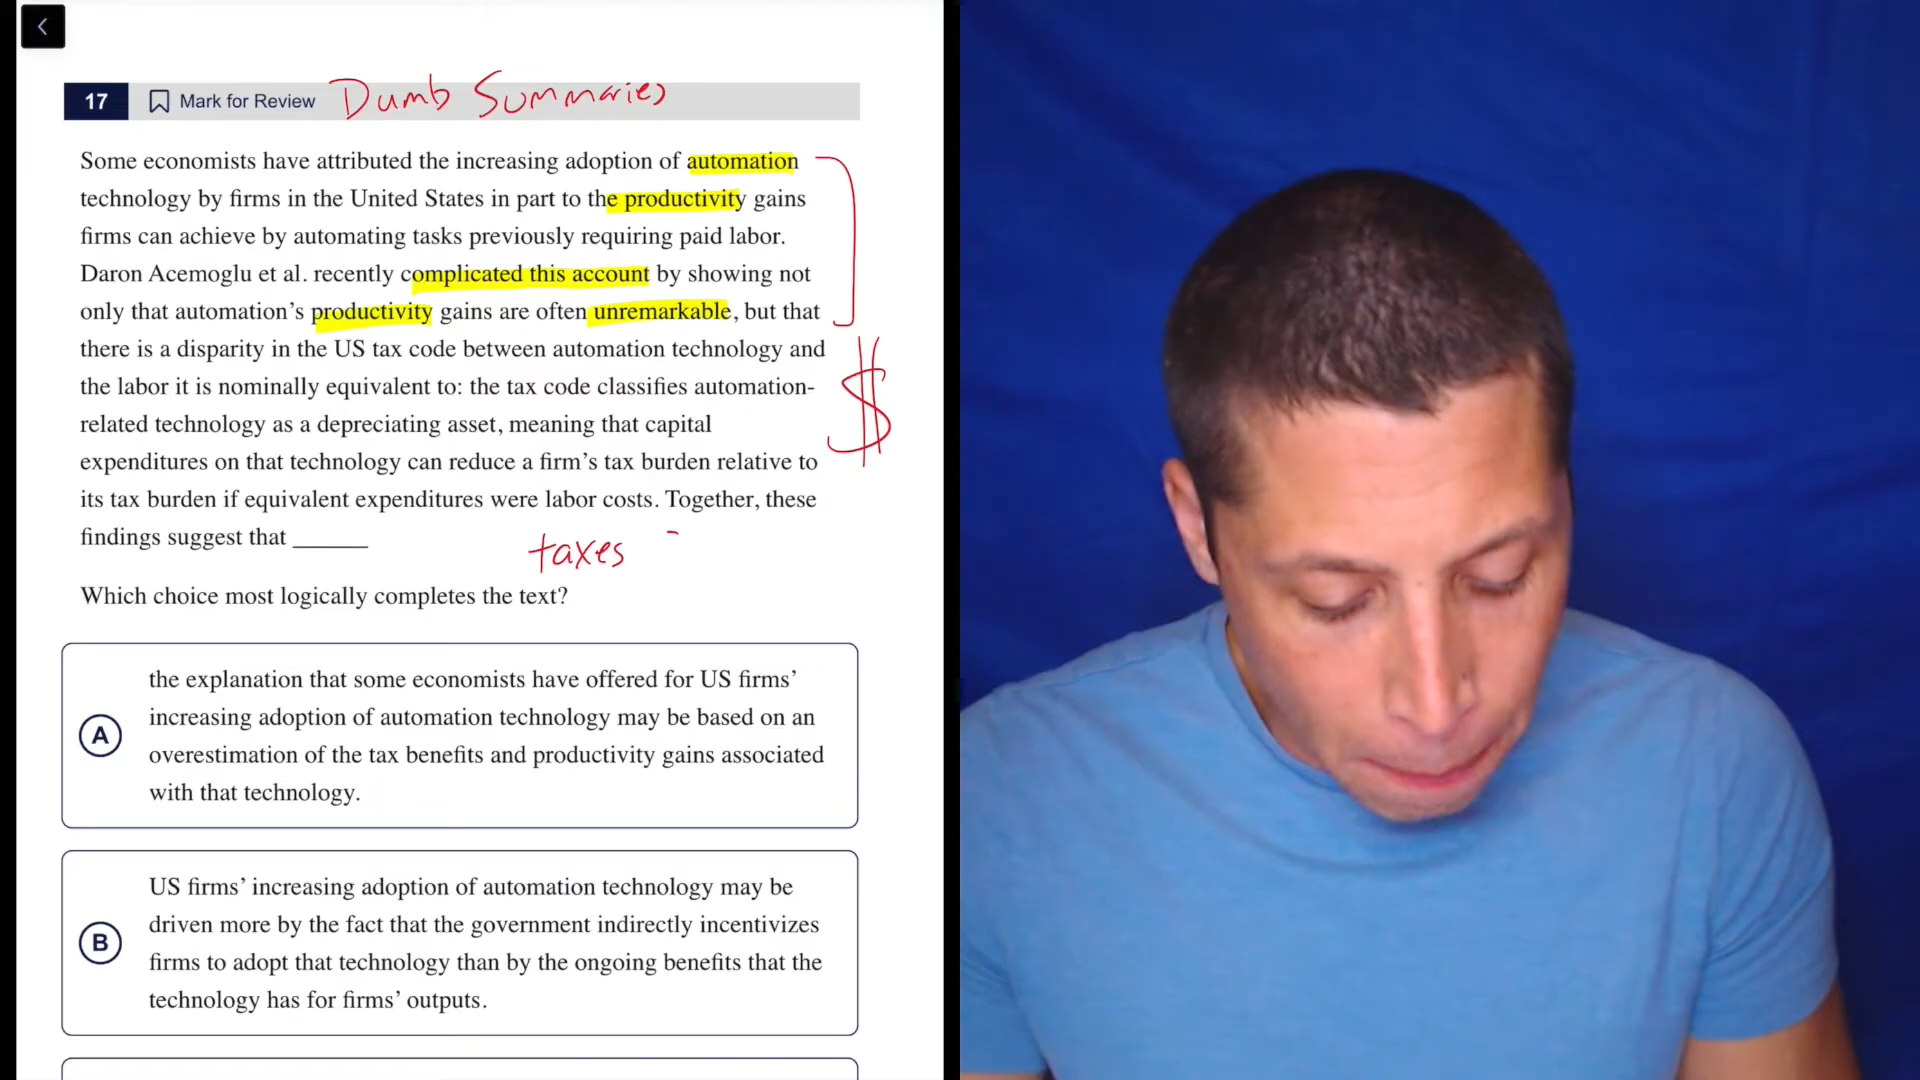 17 Mark for Review Dumb Summaries
Some economists have attributed the increasing adoption of automation
technology by firms in the United States in part to the productivity gains
firms can achieve by automating tasks previously requiring paid labor.
Daron Acemoglu et al. recently complicated this account by showing not
only that automation’s productivity gains are often unremarkable, but that
there is a disparity in the US tax code between automation technology and
the labor it is nominally equivalent to: the tax code classifies automation-
related technology as a depreciating asset, meaning that capital
expenditures on that technology can reduce a firm’s tax burden relative to
its tax burden if equivalent expenditures were labor costs. Together, these
findings suggest that ______
$
taxes
Which choice most logically completes the text?
A
the explanation that some economists have offered for US firms’
increasing adoption of automation technology may be based on an
overestimation of the tax benefits and productivity gains associated
with that technology.
B
US firms’ increasing adoption of automation technology may be
driven more by the fact that the government indirectly incentivizes
firms to adopt that technology than by the ongoing benefits that the
technology has for firms’ outputs.